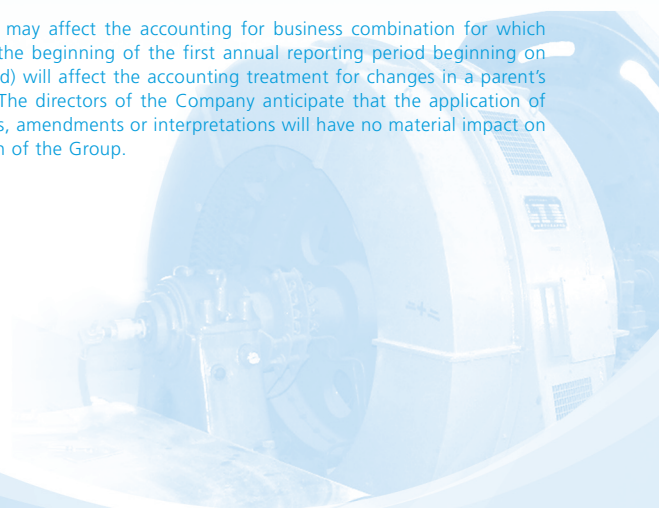 may affect the accounting for business combination for which
the beginning of the first annual reporting period beginning on
d) will affect the accounting treatment for changes in a parent's
The directors of the Company anticipate that the application of
s, amendments or interpretations will have no material impact on
n of the Group.